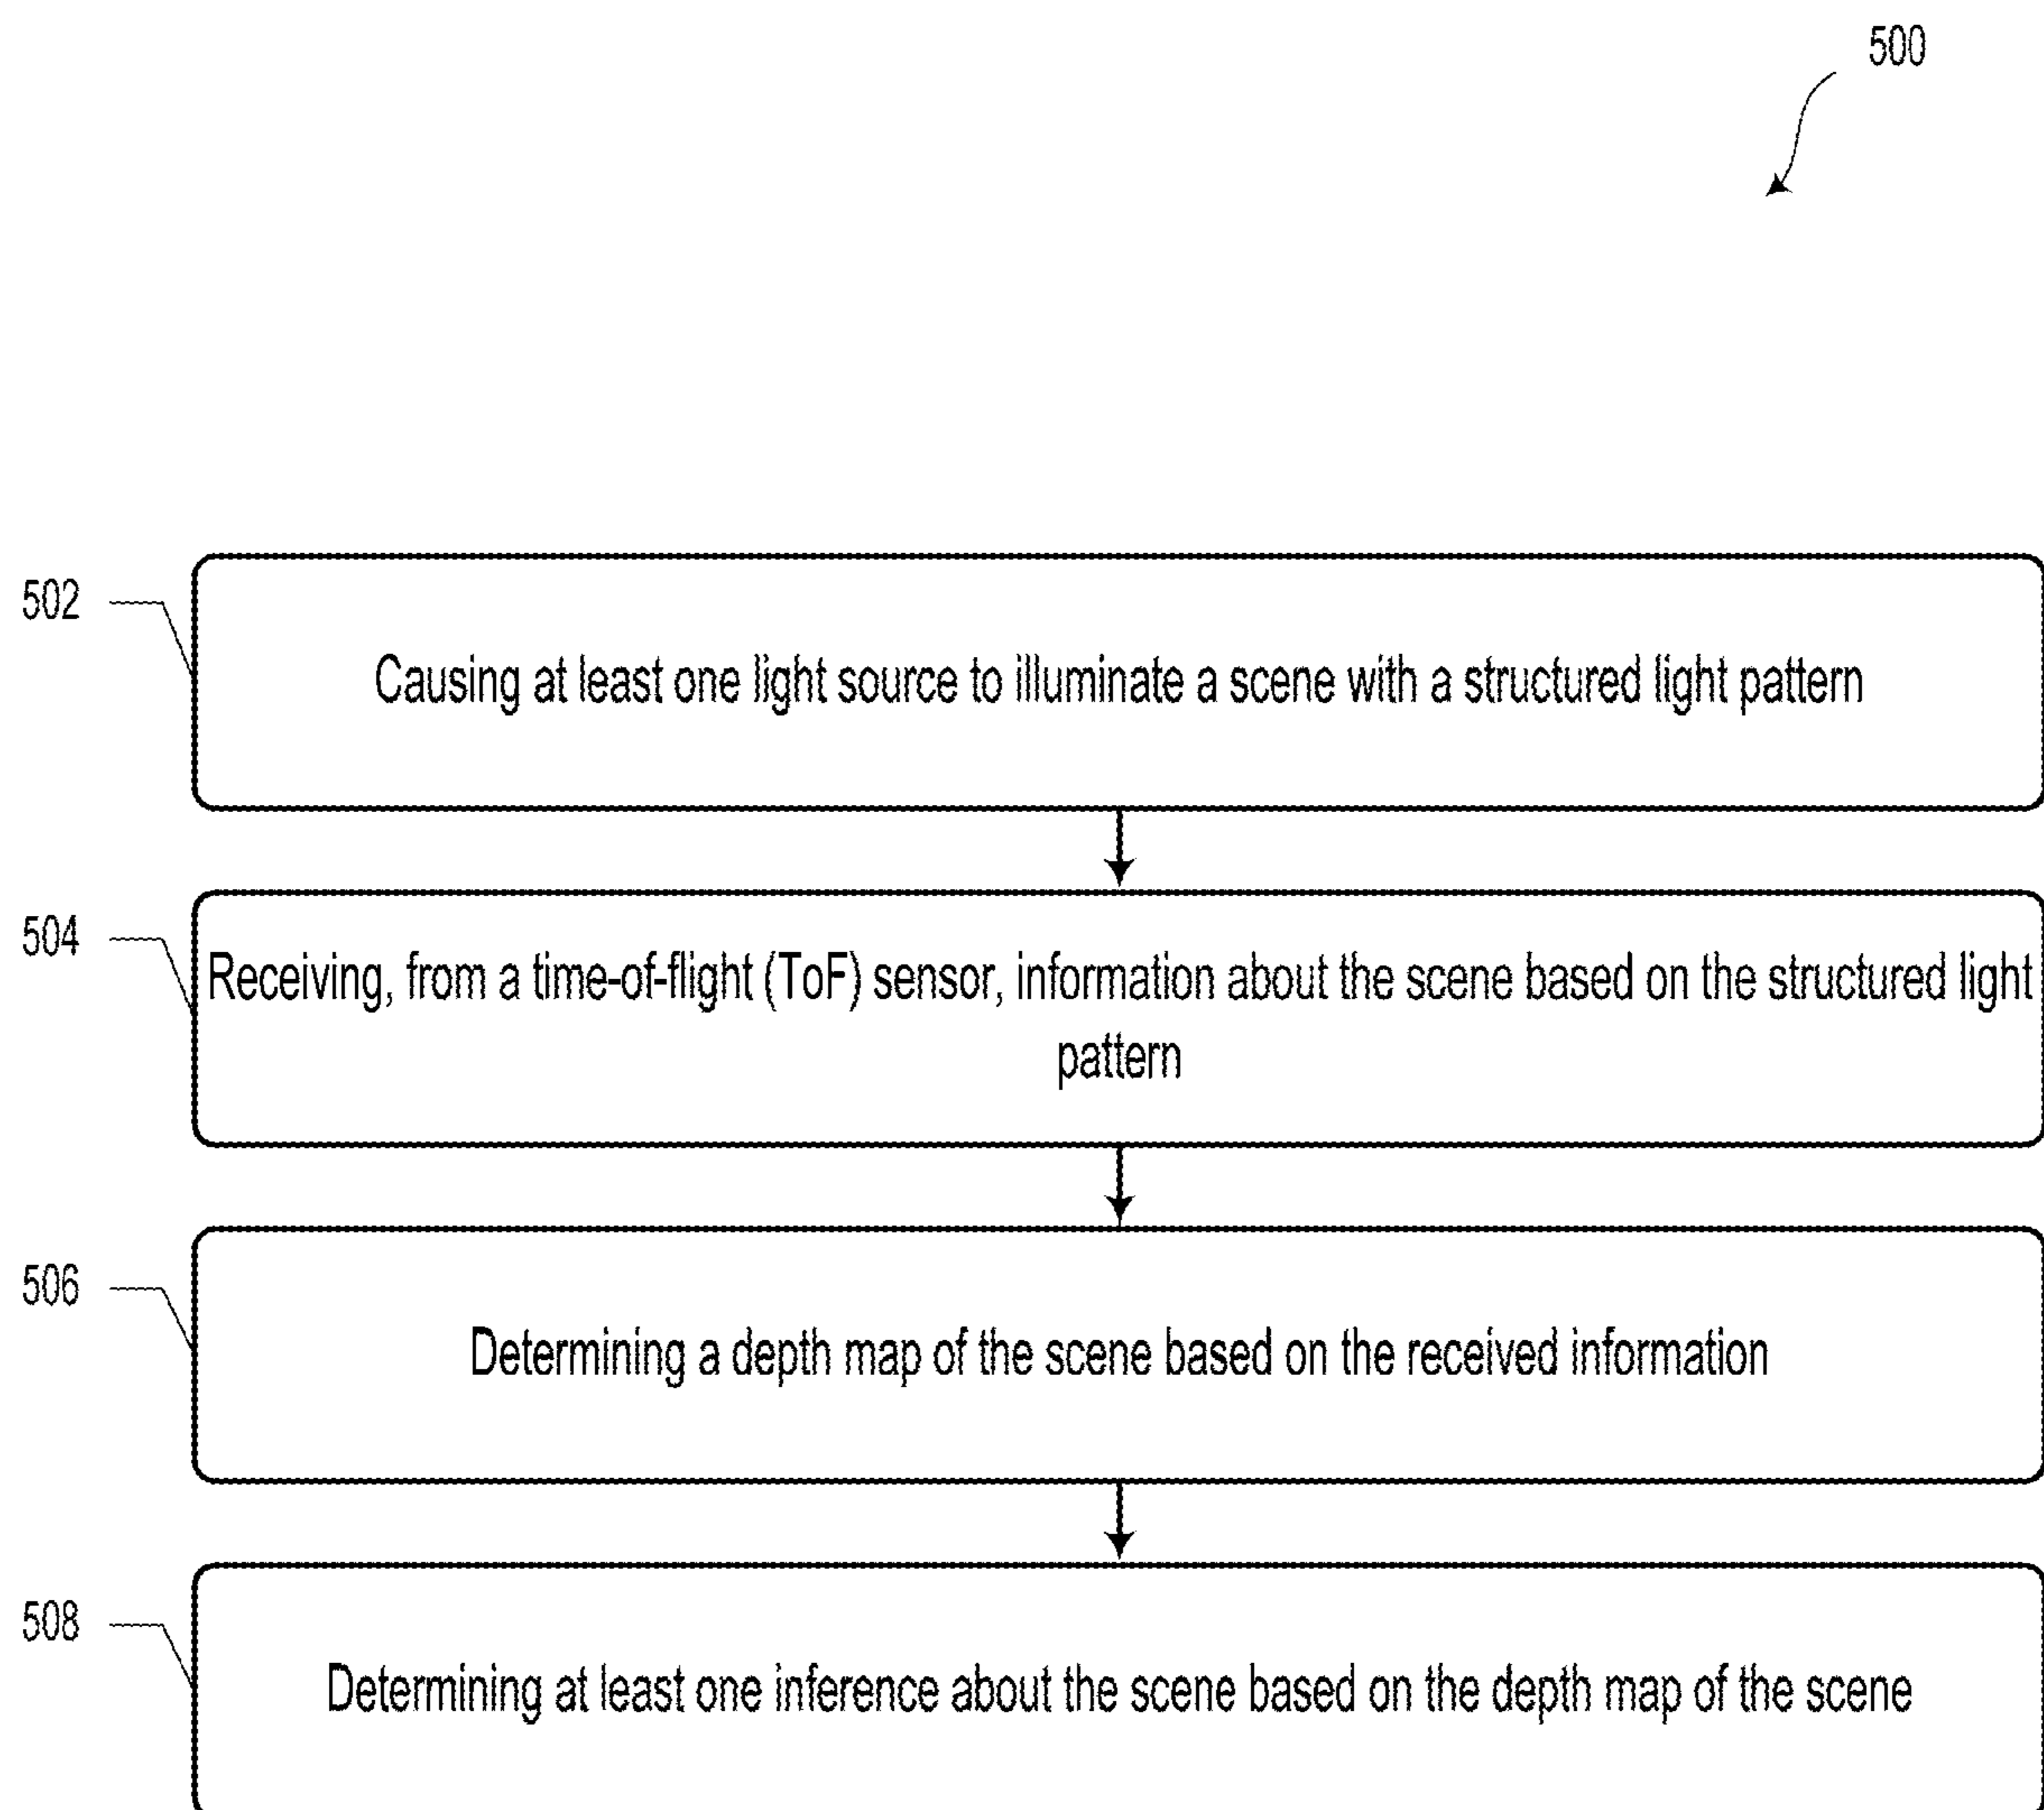 500
502
Causing at least one light source to illuminate a scene with a structured light pattern
504
Receiving, from a time-of-flight (ToF) sensor, information about the scene based on the structured light
pattern
506
Determining a depth map of the scene based on the received information
508
Determining at least one inference about the scene based on the depth map of the scene